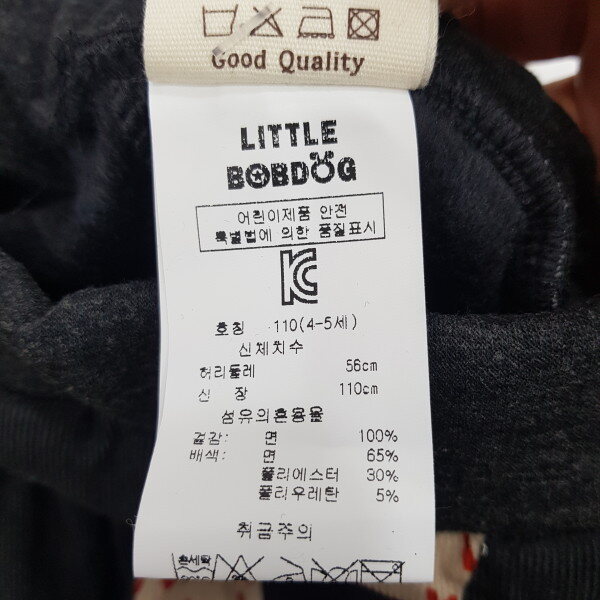 Good Quality
LITTLE
BOBDOG
어린이제품 안전
특별법에 의한 품질표시
호칭 110(4-5세)
신체치수
허리둘레 56cm
신 장 110cm
섬유의혼용율
겉감: 면 100%
배색: 면 65%
폴리에스터 30%
폴리우레탄 5%
취급주의
손세탁